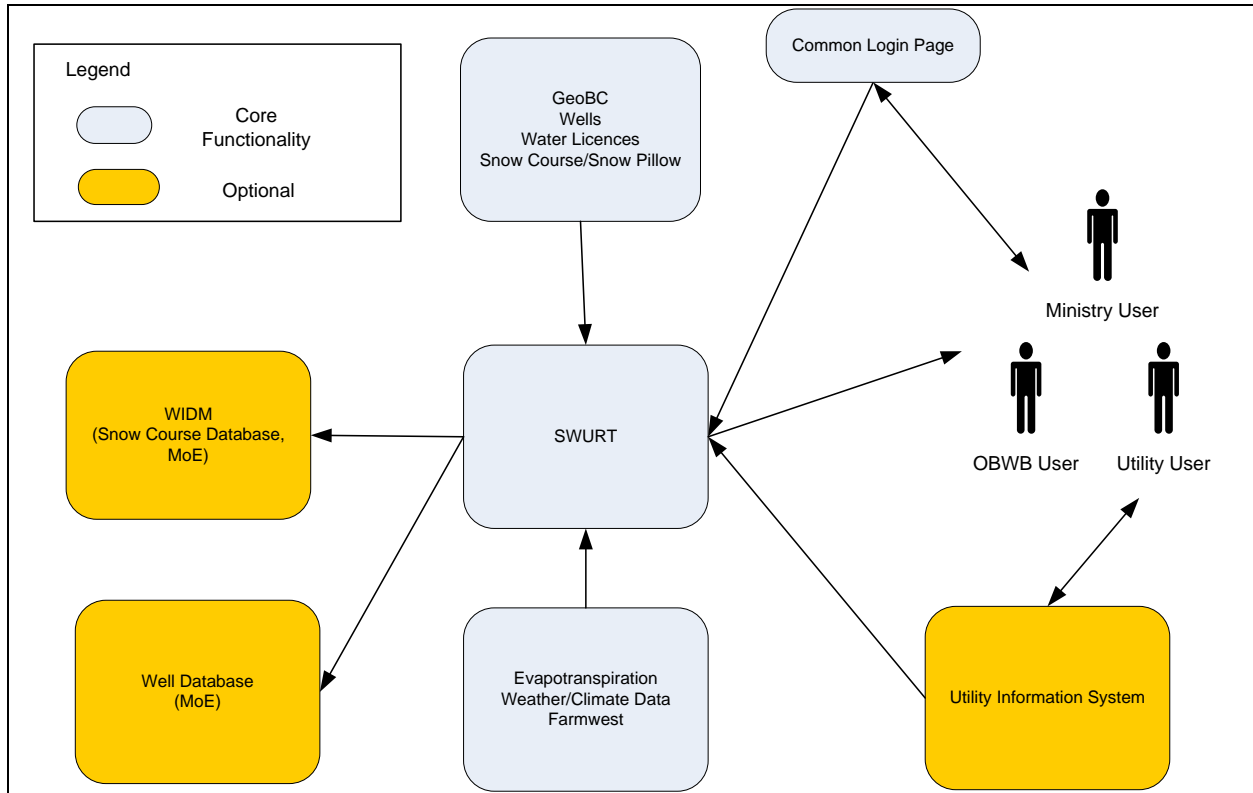 Legend
Core
Functionality
Optional
GeoBC
Wells
Water Licences
Snow Course/Snow Pillow
Common Login Page
Ministry User
OBWB User
Utility User
WIDM
(Snow Course Database,
MoE)
SWURT
Well Database
(MoE)
Evapotranspiration
Weather/Climate Data
Farmwest
Utility Information System